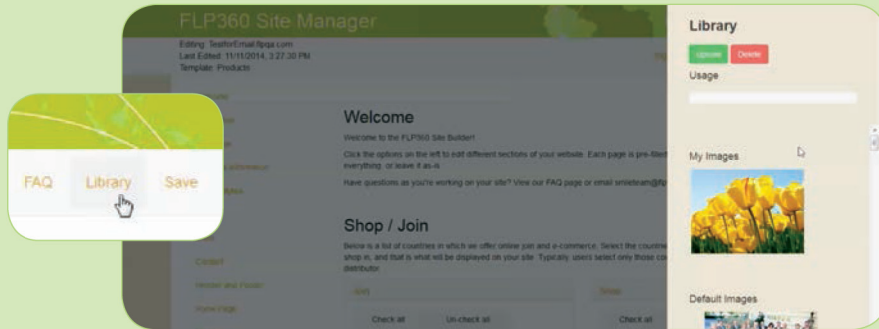 FLP360 Site Manager
Editing: TestforEmail.flpqa.com
Last Edited: 11/11/2014, 3:27:30 PM
Template: Products
Welcome
Welcome to the FLP360 Site Builder!
Click the options on the left to edit different sections of your website. Each page is pre-filled
everything, or leave it as-is.
Have questions as you're working on your site? View our FAQ page or email
Shop / Join
Below is a list of countries in which we offer online join and e-commerce. Select the countries
shop in, and that is what will be displayed on your site. Typically, users select only those
distributor.
Contact
Header and Footer
Home Page
Join
Check all
Un-check all
Check all
FAQ
Library
Save
Library
Upload
Delete
Usage
My Images
Default Images